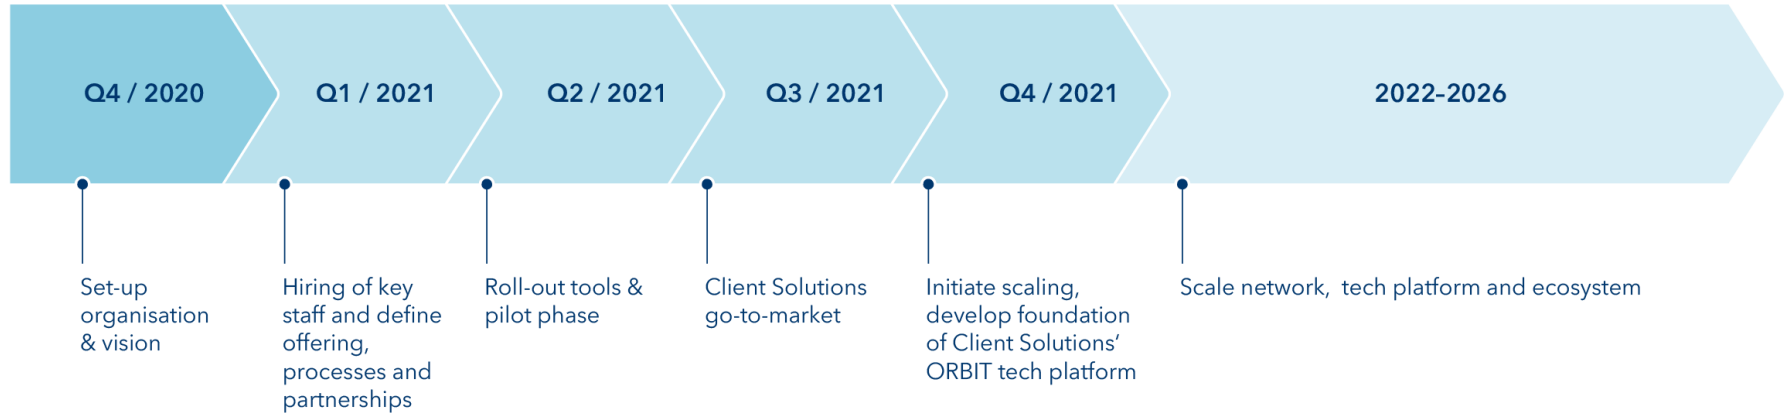 Q4 / 2020
Q1 / 2021
Q2 / 2021
Q3 / 2021
Q4 / 2021
2022–2026
Set-up
organisation
& vision
Hiring of key
staff and define
offering,
processes and
partnerships
Roll-out tools &
pilot phase
Client Solutions
go-to-market
Initiate scaling,
develop foundation
of Client Solutions’
ORBIT tech platform
Scale network, tech platform and ecosystem